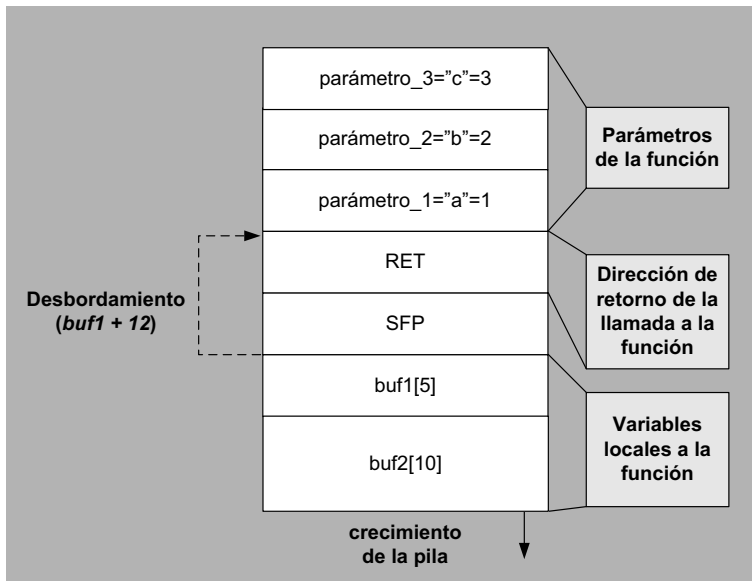 parámetro_3=”c”=3
parámetro_2=”b”=2
parámetro_1=”a”=1
RET
SFP
buf1[5]
buf2[10]
Parámetros
de la función
Dirección de
retorno de la
llamada a la
función
Variables
locales a la
función
Desbordamiento
(buf1 + 12)
crecimiento
de la pila